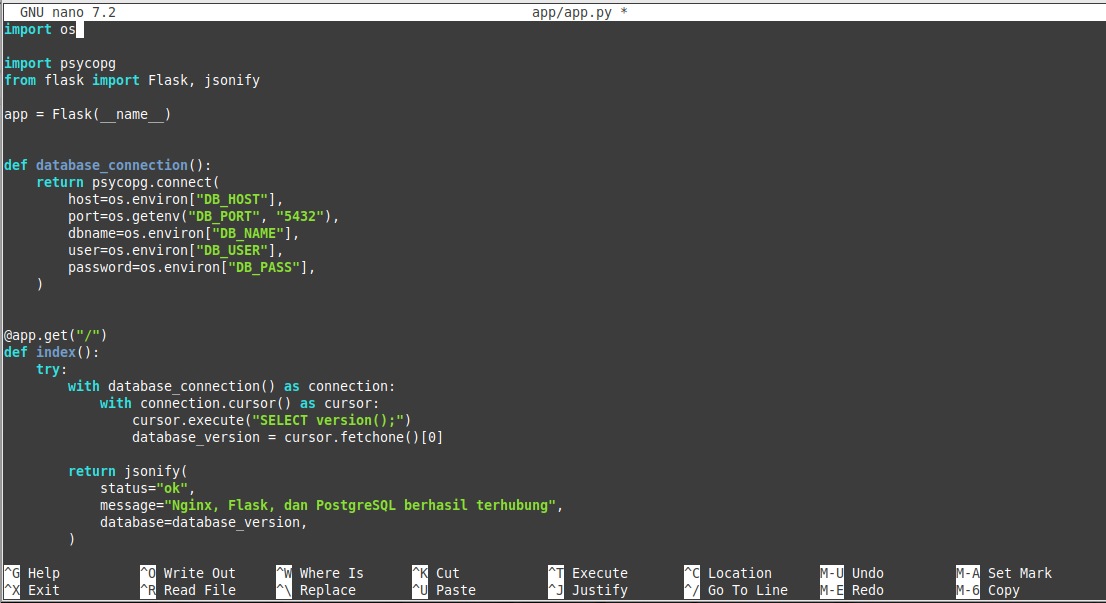 GNU nano 7.2 app/app.py *
import os
import psycopg
from flask import Flask, jsonify
app = Flask(__name__)
def database_connection():
    return psycopg.connect(
        host=os.environ["DB_HOST"],
        port=os.getenv("DB_PORT", "5432"),
        dbname=os.environ["DB_NAME"],
        user=os.environ["DB_USER"],
        password=os.environ["DB_PASS"],
    )
@app.get("/")
def index():
    try:
        with database_connection() as connection:
            with connection.cursor() as cursor:
                cursor.execute("SELECT version();")
                database_version = cursor.fetchone()[0]
        return jsonify(
            status="ok",
            message="Nginx, Flask, dan PostgreSQL berhasil terhubung",
            database=database_version,
        )
^G Help ^O Write Out ^W Where Is ^K Cut ^T Execute ^C Location M-U Undo M-A Set Mark
^X Exit ^R Read File ^\ Replace ^U Paste ^J Justify ^/ Go To Line M-E Redo M-6 Copy